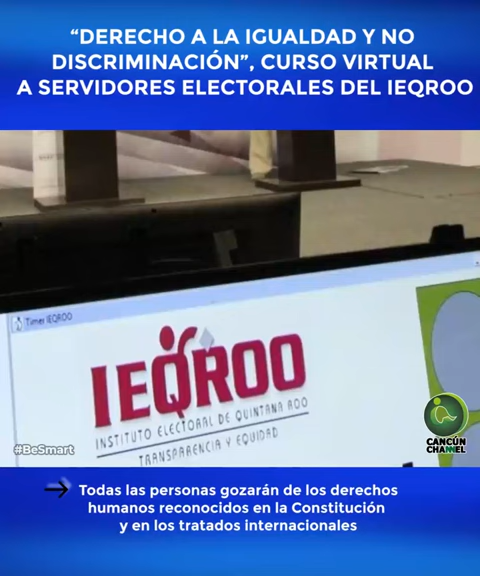 “DERECHO A LA IGUALDAD Y NO
DISCRIMINACIÓN”, CURSO VIRTUAL
A SERVIDORES ELECTORALES DEL IEQROO
Timer IEQROO
IEQROO
INSTITUTO ELECTORAL DE QUINTANA ROO
TRANSPARENCIA Y EQUIDAD
#BeSmart
CANCÚN
CHANNEL
Todas las personas gozarán de los derechos
humanos reconocidos en la Constitución
y en los tratados internacionales